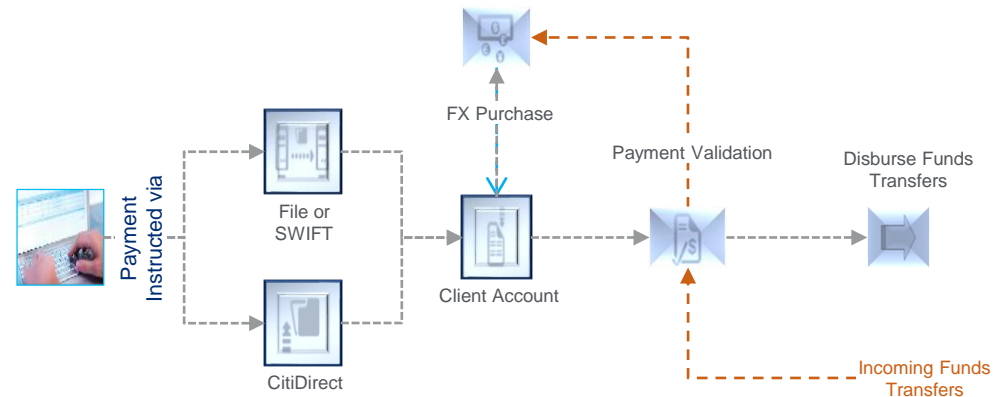 FX Purchase
Payment Validation
Disburse Funds
Transfers
Payment
Instructed via
File or
SWIFT
Client Account
CitiDirect
Incoming Funds
Transfers